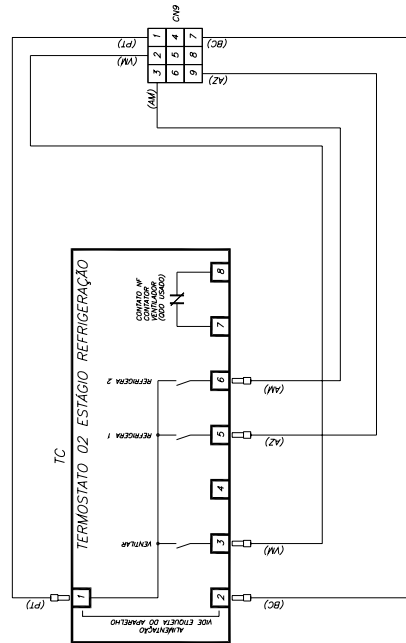 CN9
1 4 7
2 5 8
3 6 9
(PT)
(VM)
(AM)
(BC)
(AZ)
TC
TERMOSTATO 02 ESTÁGIO REFRIGERAÇÃO
CONTATO NF
CONTATOR
VENTILADOR
(QDO USADO)
REFRIGERA 2
REFRIGERA 1
VENTILAR
ALIMENTAÇÃO
VIDE ETIQUETA DO APARELHO
1
2
3
4
5
6
7
8
(PT)
(BC)
(VM)
(AZ)
(AM)